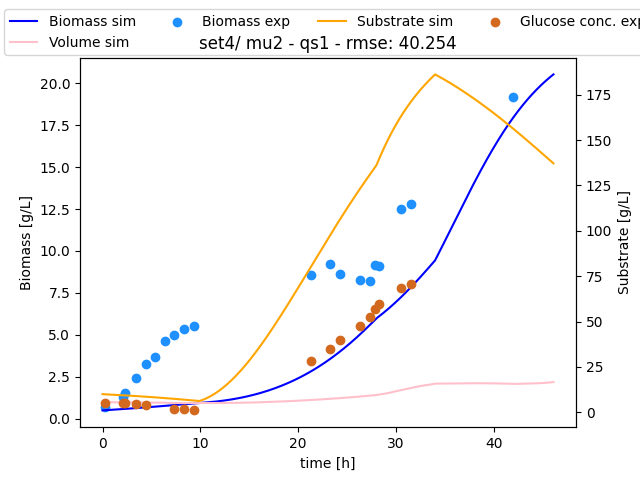 Biomass sim Biomass exp Substrate sim Glucose conc. exp
Volume sim
set4/ mu2 - qs1 - rmse: 40.254
20.0
17.5
15.0
12.5
10.0
7.5
5.0
2.5
0.0
Biomass [g/L]
175
150
125
100
75
50
25
0
Substrate [g/L]
0 10 20 30 40
time [h]